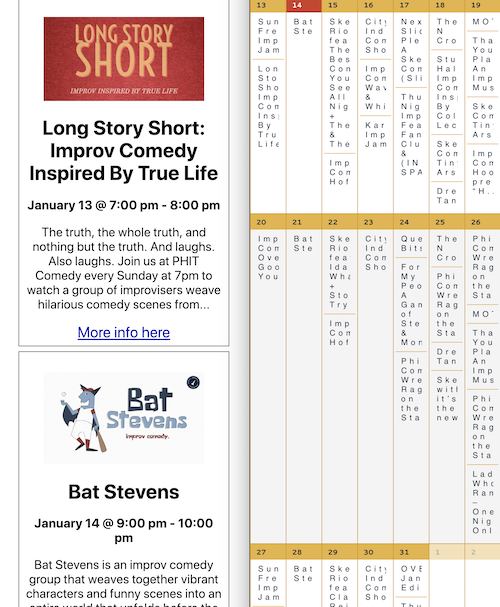 LONG STORY
SHORT
IMPROV INSPIRED BY TRUE LIFE
Long Story Short:
Improv Comedy
Inspired By True Life
January 13 @ 7:00 pm - 8:00 pm
The truth, the whole truth, and
nothing but the truth. And laughs.
Also laughs. Join us at PHIT
Comedy every Sunday at 7pm to
watch a group of improvisers weave
hilarious comedy scenes from...
More info here
Bat
Stevens
improv comedy.
Bat Stevens
January 14 @ 9:00 pm - 10:00
pm
Bat Stevens is an improv comedy
group that weaves together vibrant
characters and funny scenes into an
13
Sun
Fre
Imp
Jam
Lon
Sto
Sho
Imp
Com
Ins
By
Tru
Life
14
Bat
Ste
15
Ske
Rio
fea
The
Bes
Con
You
See
All
Nig
+
The
&
The
Imp
Com
Hof
16
City
Ind
Com
Sho
Imp
Com
Wav
&
Whi
Kar
Imp
Jam
17
Nex
Slic
Ple
A
Ske
Com
(Sli
Thu
Nig
Imp
Fea
Fan
Clu
&
(IN
SPA
18
The
N
Cro
Stu
Hal
Imp
Com
Ins
By
Col
Lec
Ske
Com
Tin
Ars
Dre
Tan
19
MO'
Tha
You
Pla
An
Imp
Mus
Ske
Com
Tin
Ars
Imp
Com
Hoo
pre
"H..
20
Imp
Com
Ove
Goo
You
21
Bat
Ste
22
Ske
Rio
fea
Ida
Wha
+
Sto
Try
Imp
Com
Hof
23
City
Ind
Com
Sho
24
Que
Bits
For
My
Peo
A
Gan
of
Ste
&
Mon
Phi
Com
Wre
Rag
on
the
Sta
25
The
N
Cro
Phi
Com
Wre
Rag
on
the
Sta
Dre
Tan
Ske
witl
it's
the
new
26
Phi
Com
Wre
Rag
on
the
Sta
MO'
Tha
You
Pla
An
Imp
Mus
Phi
Com
Wre
Rag
on
the
Sta
Lad
Who
Ran
–
One
Nig
Onl
27
Sun
Fre
Imp
Jam
28
Bat
Ste
29
Ske
Rio
fea
Cla
30
City
Ind
Com
Sho
31
OVE
Jan
Edi
1
2